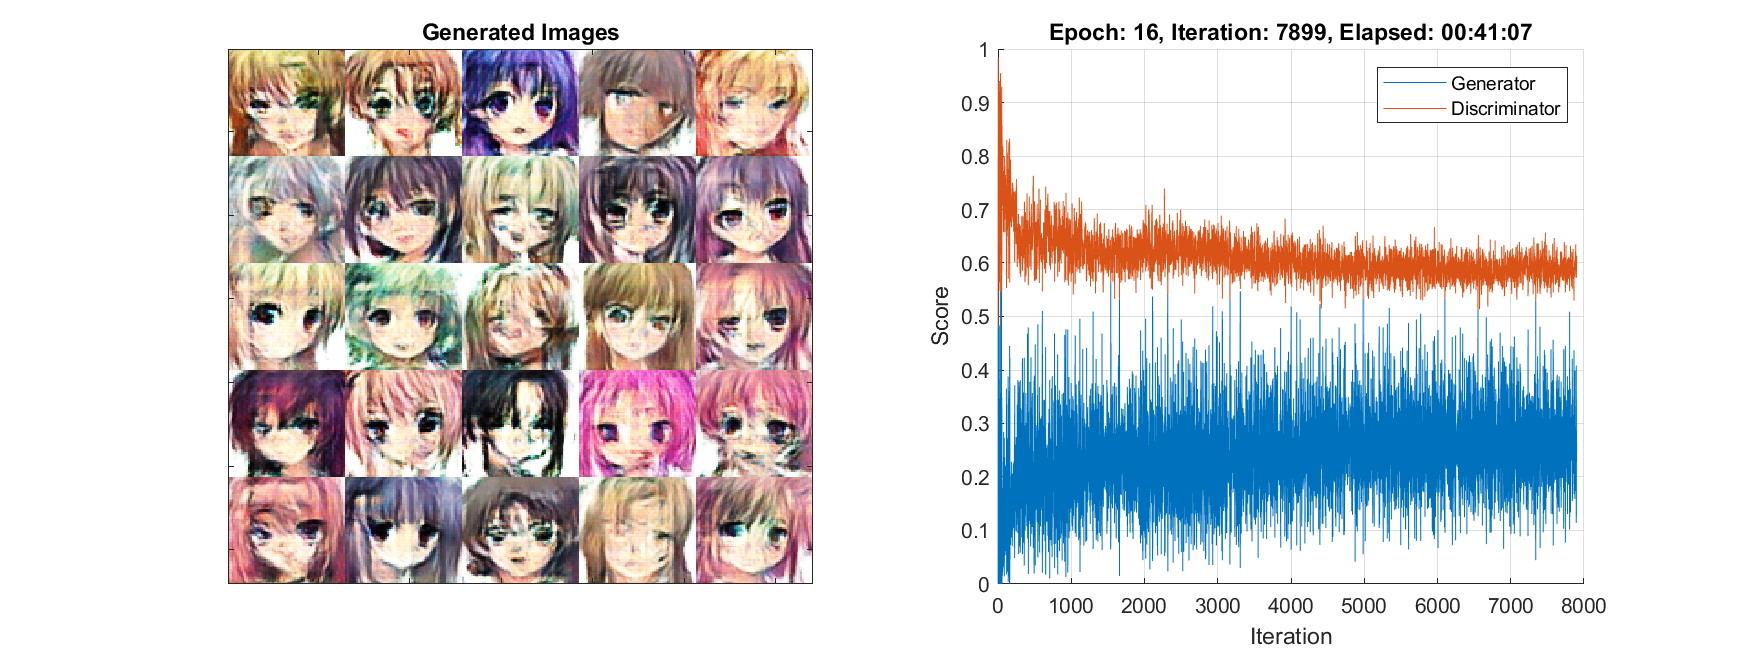 Generated Images
Epoch: 16, Iteration: 7899, Elapsed: 00:41:07
1
0.9
0.8
0.7
0.6
0.5
0.4
0.3
0.2
0.1
0
Score
Generator
Discriminator
0 1000 2000 3000 4000 5000 6000 7000 8000
Iteration